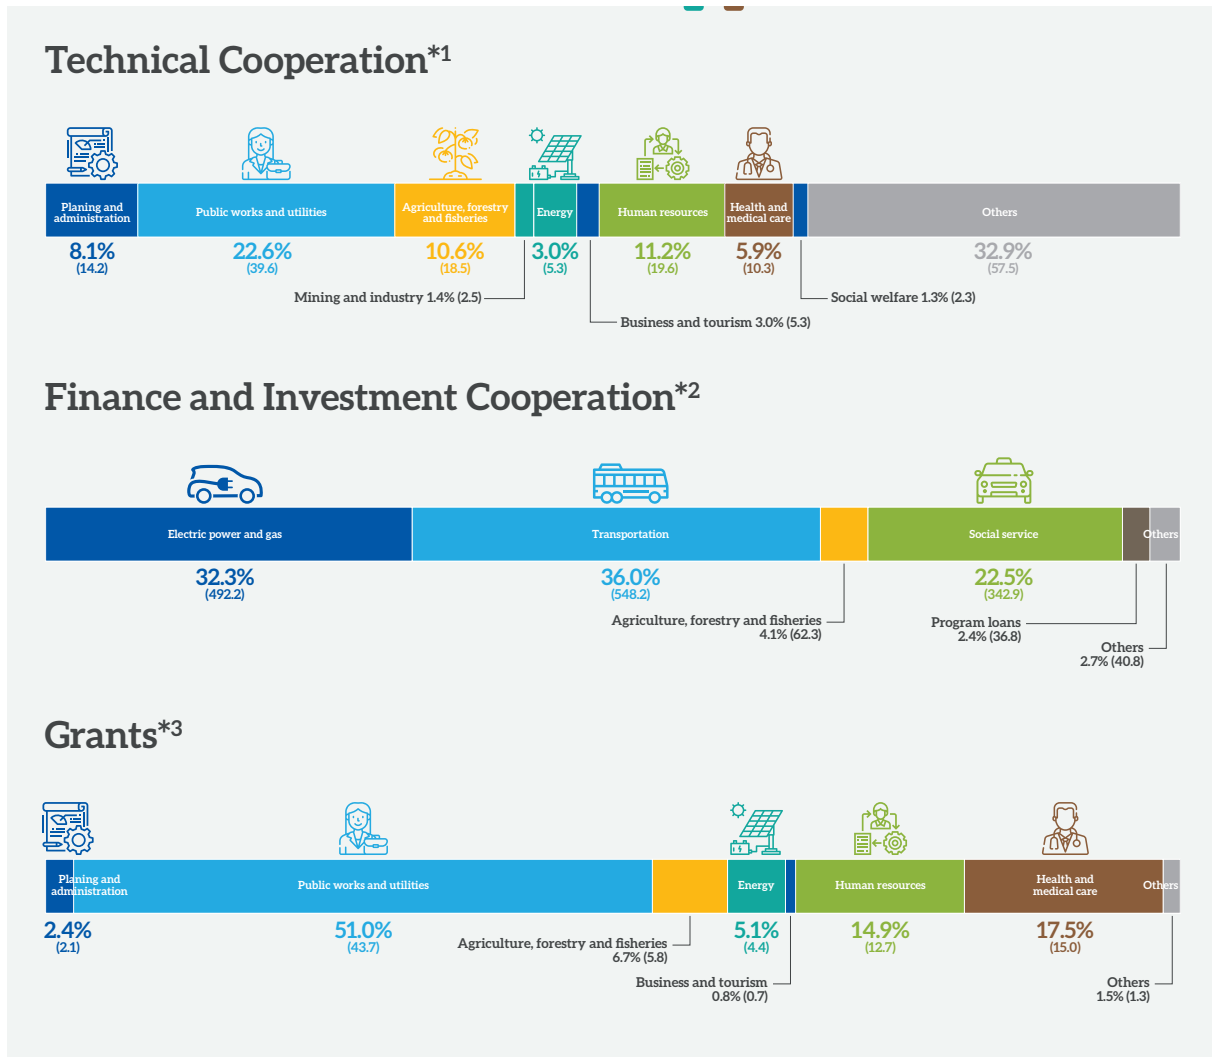 Technical Cooperation*1
Planing and
administration
Public works and utilities
Agriculture, forestry
and fisheries
Energy
Human resources
Health and
medical care
Others
8.1%
(14.2)
22.6%
(39.6)
10.6%
(18.5)
3.0%
(5.3)
11.2%
(19.6)
5.9%
(10.3)
32.9%
(57.5)
Mining and industry 1.4% (2.5)
Social welfare 1.3% (2.3)
Business and tourism 3.0% (5.3)
Finance and Investment Cooperation*2
Electric power and gas
Transportation
Social service
Others
32.3%
(492.2)
36.0%
(548.2)
22.5%
(342.9)
Agriculture, forestry and fisheries
4.1% (62.3)
Program loans
2.4% (36.8)
Others
2.7% (40.8)
Grants*3
Planing and
administration
Public works and utilities
Energy
Human resources
Health and
medical care
Others
2.4%
(2.1)
51.0%
(43.7)
5.1%
(4.4)
14.9%
(12.7)
17.5%
(15.0)
Agriculture, forestry and fisheries
6.7% (5.8)
Business and tourism
0.8% (0.7)
Others
1.5% (1.3)